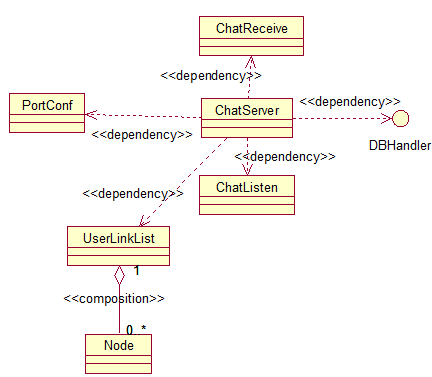 ChatReceive
<<dependency>>
PortConf
ChatServer
<<dependency>>
<<dependency>>
DBHandler
<<dependency>>
<<dependency>>
ChatListen
UserLinkList
1
<<composition>>
0..*
Node